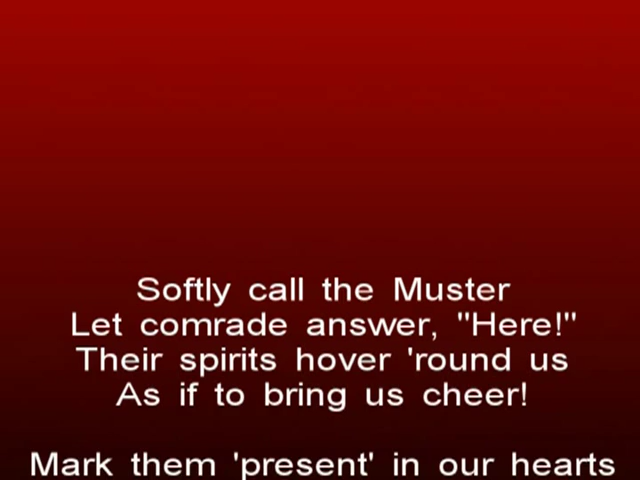 Softly call the Muster
Let comrade answer, "Here!"
Their spirits hover 'round us
As if to bring us cheer!
Mark them 'present' in our hearts